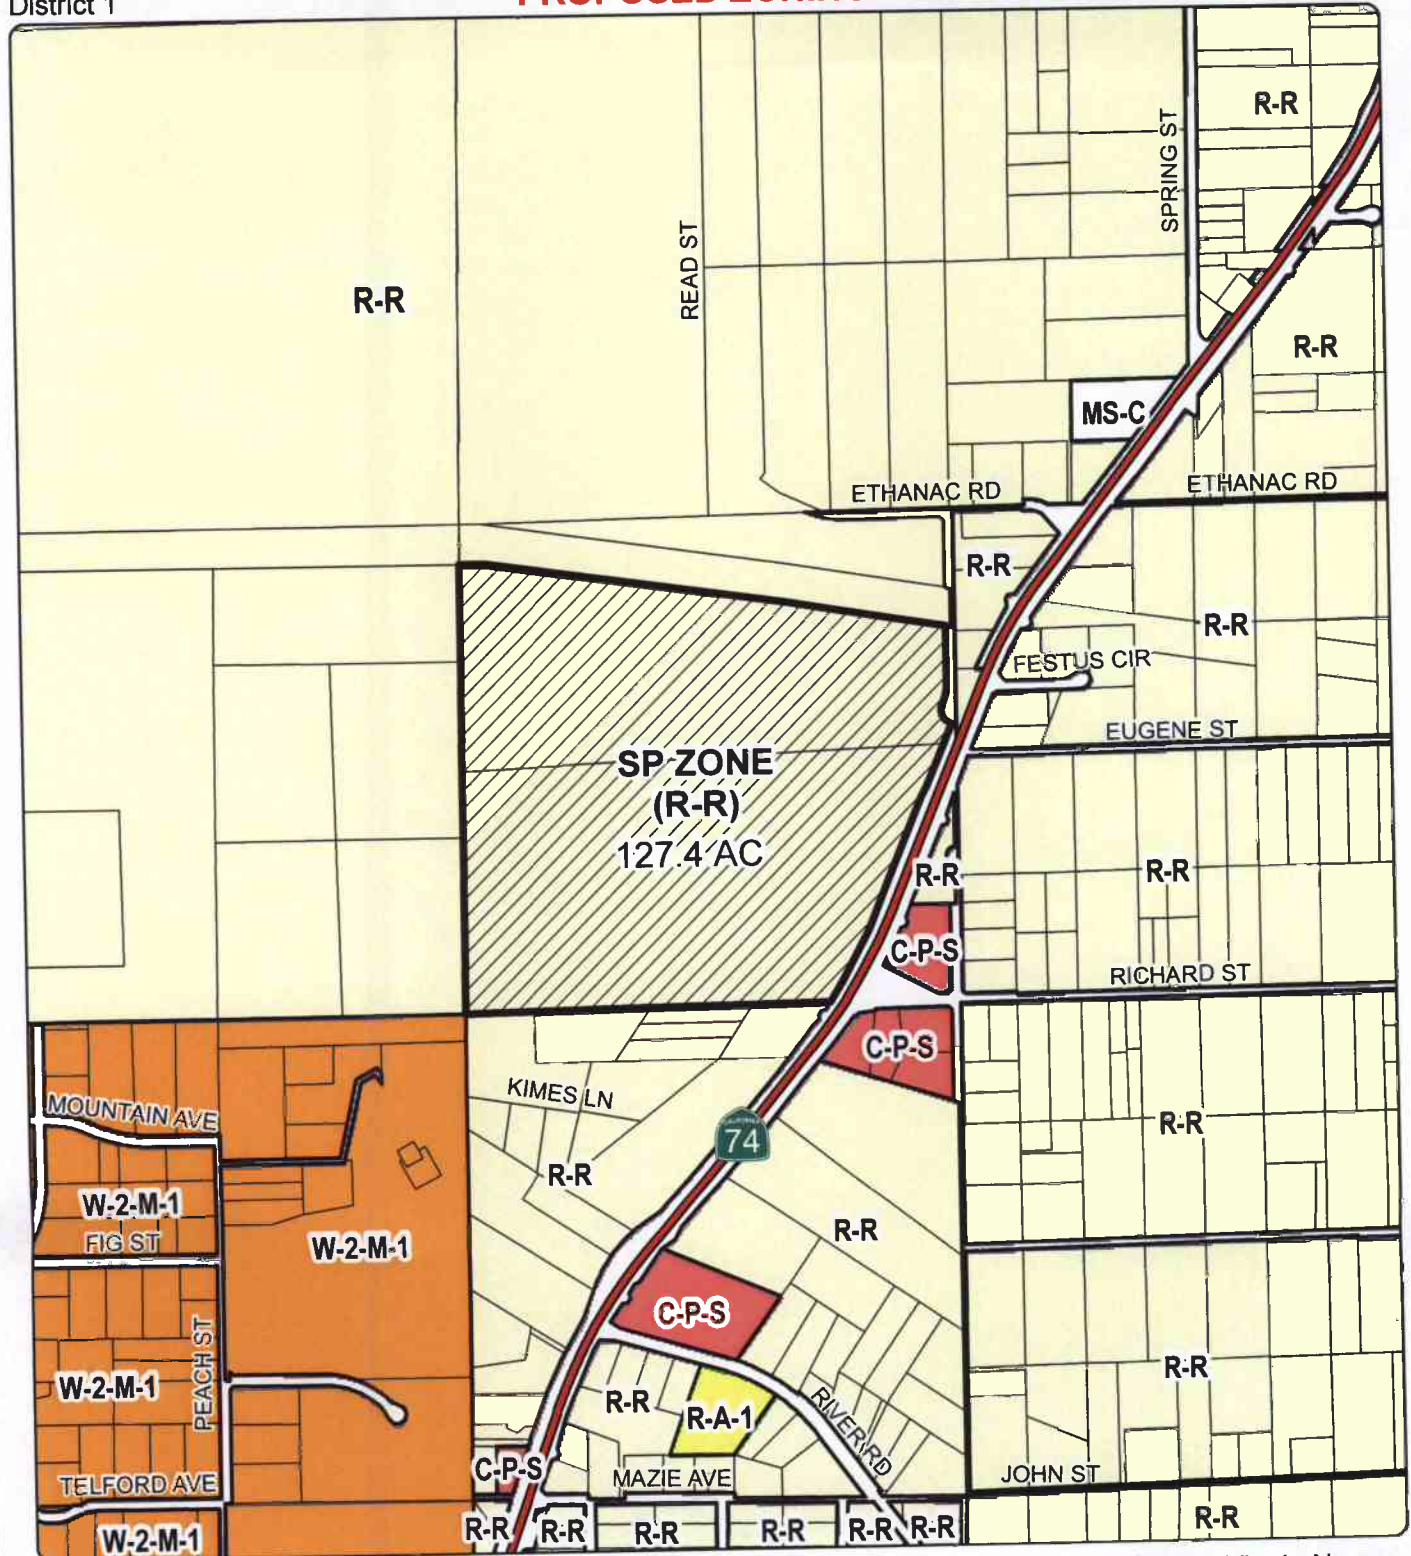 District 1
R-R
SPRING ST
READ ST
R-R
R-R
MS-C
ETHANAC RD
ETHANAC RD
R-R
R-R
FESTUS CIR
EUGENE ST
SP ZONE
(R-R)
127.4 AC
R-R
R-R
C-P-S
RICHARD ST
C-P-S
KIMES LN
MOUNTAIN AVE
74
R-R
R-R
W-2-M-1
R-R
FIG ST
W-2-M-1
C-P-S
PEACH ST
W-2-M-1
R-R
R-R
R-A-1
RIVER RD
C-P-S
MAZIE AVE
JOHN ST
TELFORD AVE
R-R
R-R
R-R
R-R
R-R
R-R
R-R
W-2-M-1